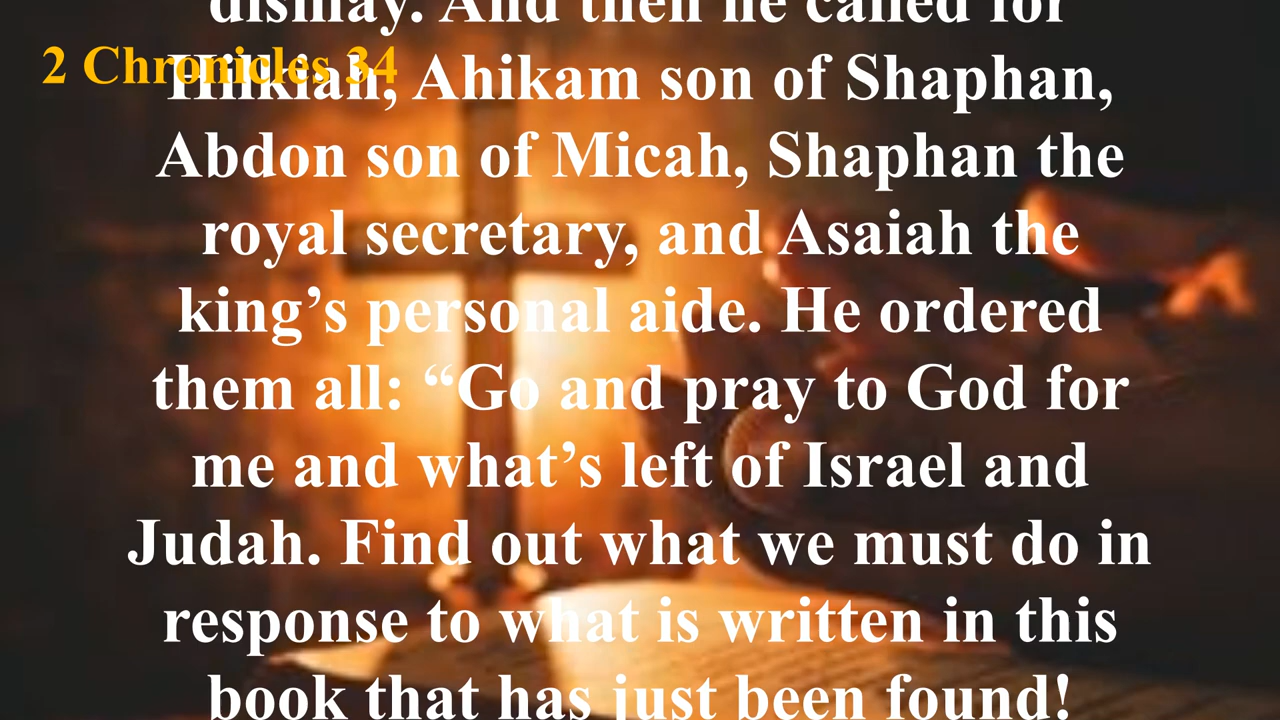 dismay. And then he called for
2 Chronicles 34
Hilkiah, Ahikam son of Shaphan,
Abdon son of Micah, Shaphan the
royal secretary, and Asaiah the
king’s personal aide. He ordered
them all: “Go and pray to God for
me and what’s left of Israel and
Judah. Find out what we must do in
response to what is written in this
book that has just been found!